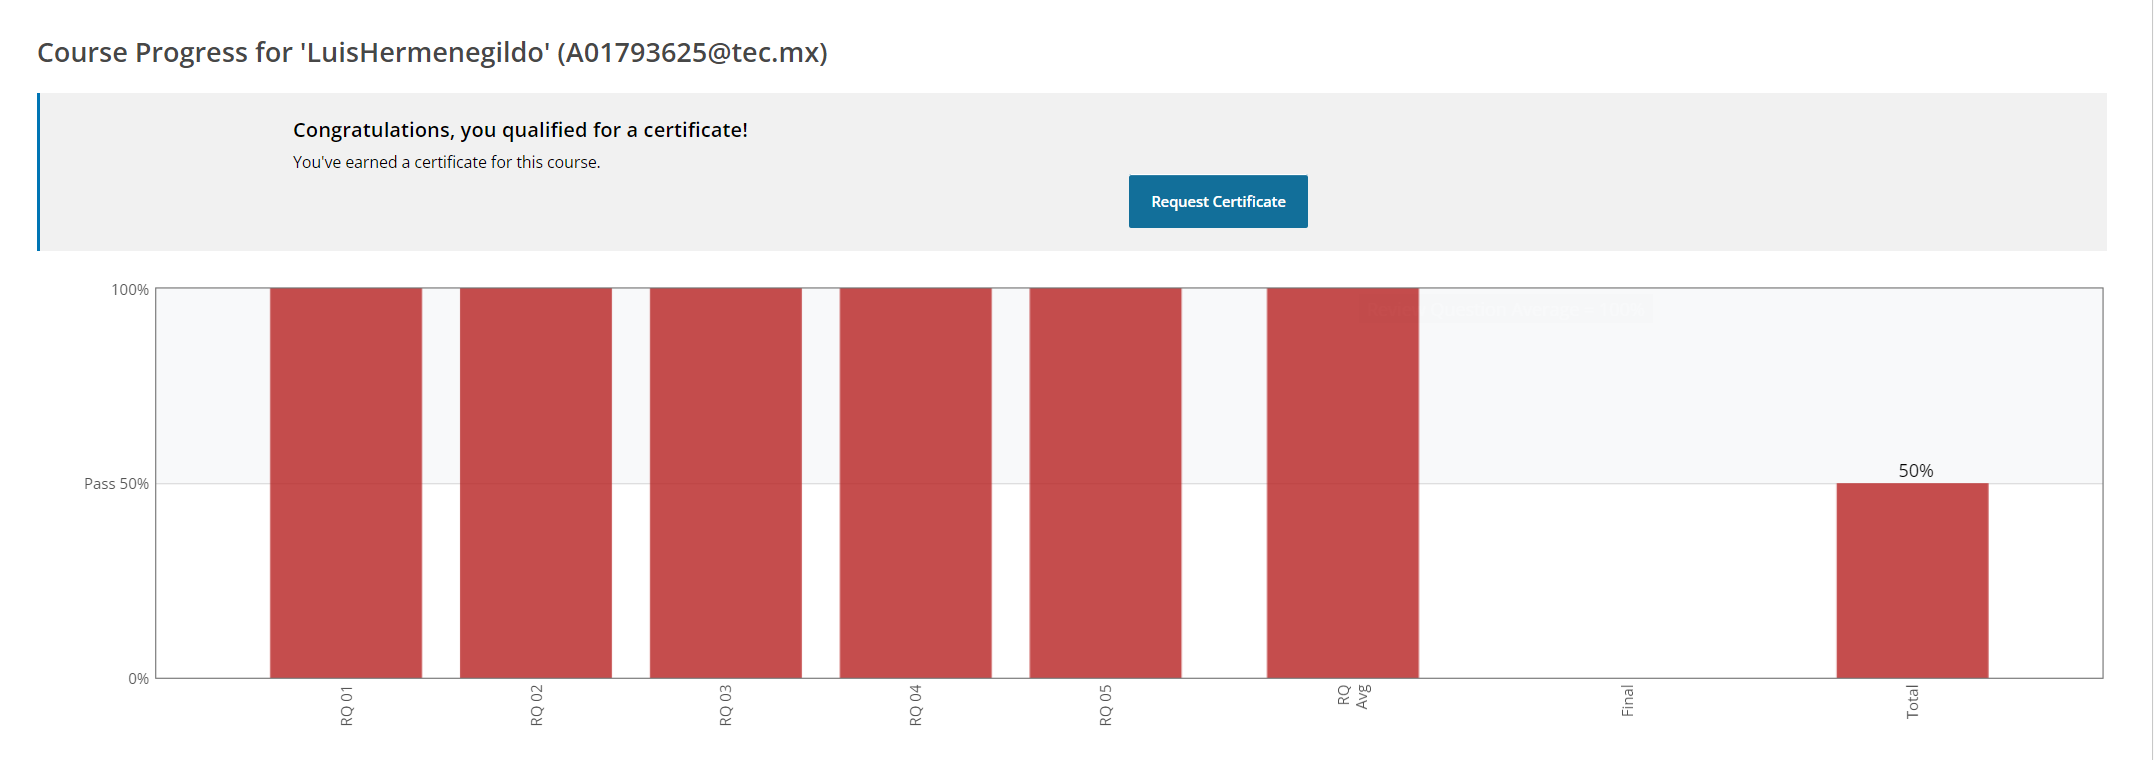 Course Progress for 'LuisHermenegildo' (A01793625@tec.mx)
Congratulations, you qualified for a certificate!
You've earned a certificate for this course.
Request Certificate
100%
Pass 50%
0%
50%
RQ 01
RQ 02
RQ 03
RQ 04
RQ 05
RQ
Avg
Final
Total